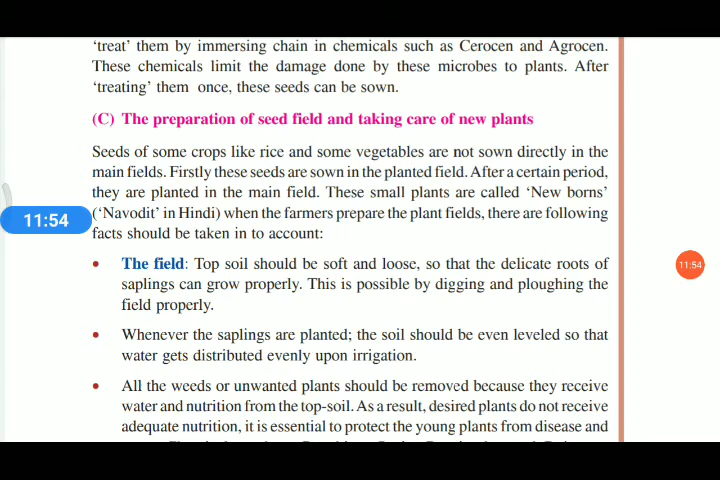 'treat' them by immersing chain in chemicals such as Cerocen and Agrocen.
These chemicals limit the damage done by these microbes to plants. After
'treating' them once, these seeds can be sown.
(C) The preparation of seed field and taking care of new plants
Seeds of some crops like rice and some vegetables are not sown directly in the
main fields. Firstly these seeds are sown in the planted field. After a certain period,
they are planted in the main field. These small plants are called 'New borns'
('Navodit' in Hindi) when the farmers prepare the plant fields, there are following
facts should be taken in to account:
11:54
• The field: Top soil should be soft and loose, so that the delicate roots of
saplings can grow properly. This is possible by digging and ploughing the
field properly.
11:54
• Whenever the saplings are planted; the soil should be even leveled so that
water gets distributed evenly upon irrigation.
• All the weeds or unwanted plants should be removed because they receive
water and nutrition from the top-soil. As a result, desired plants do not receive
adequate nutrition, it is essential to protect the young plants from disease and